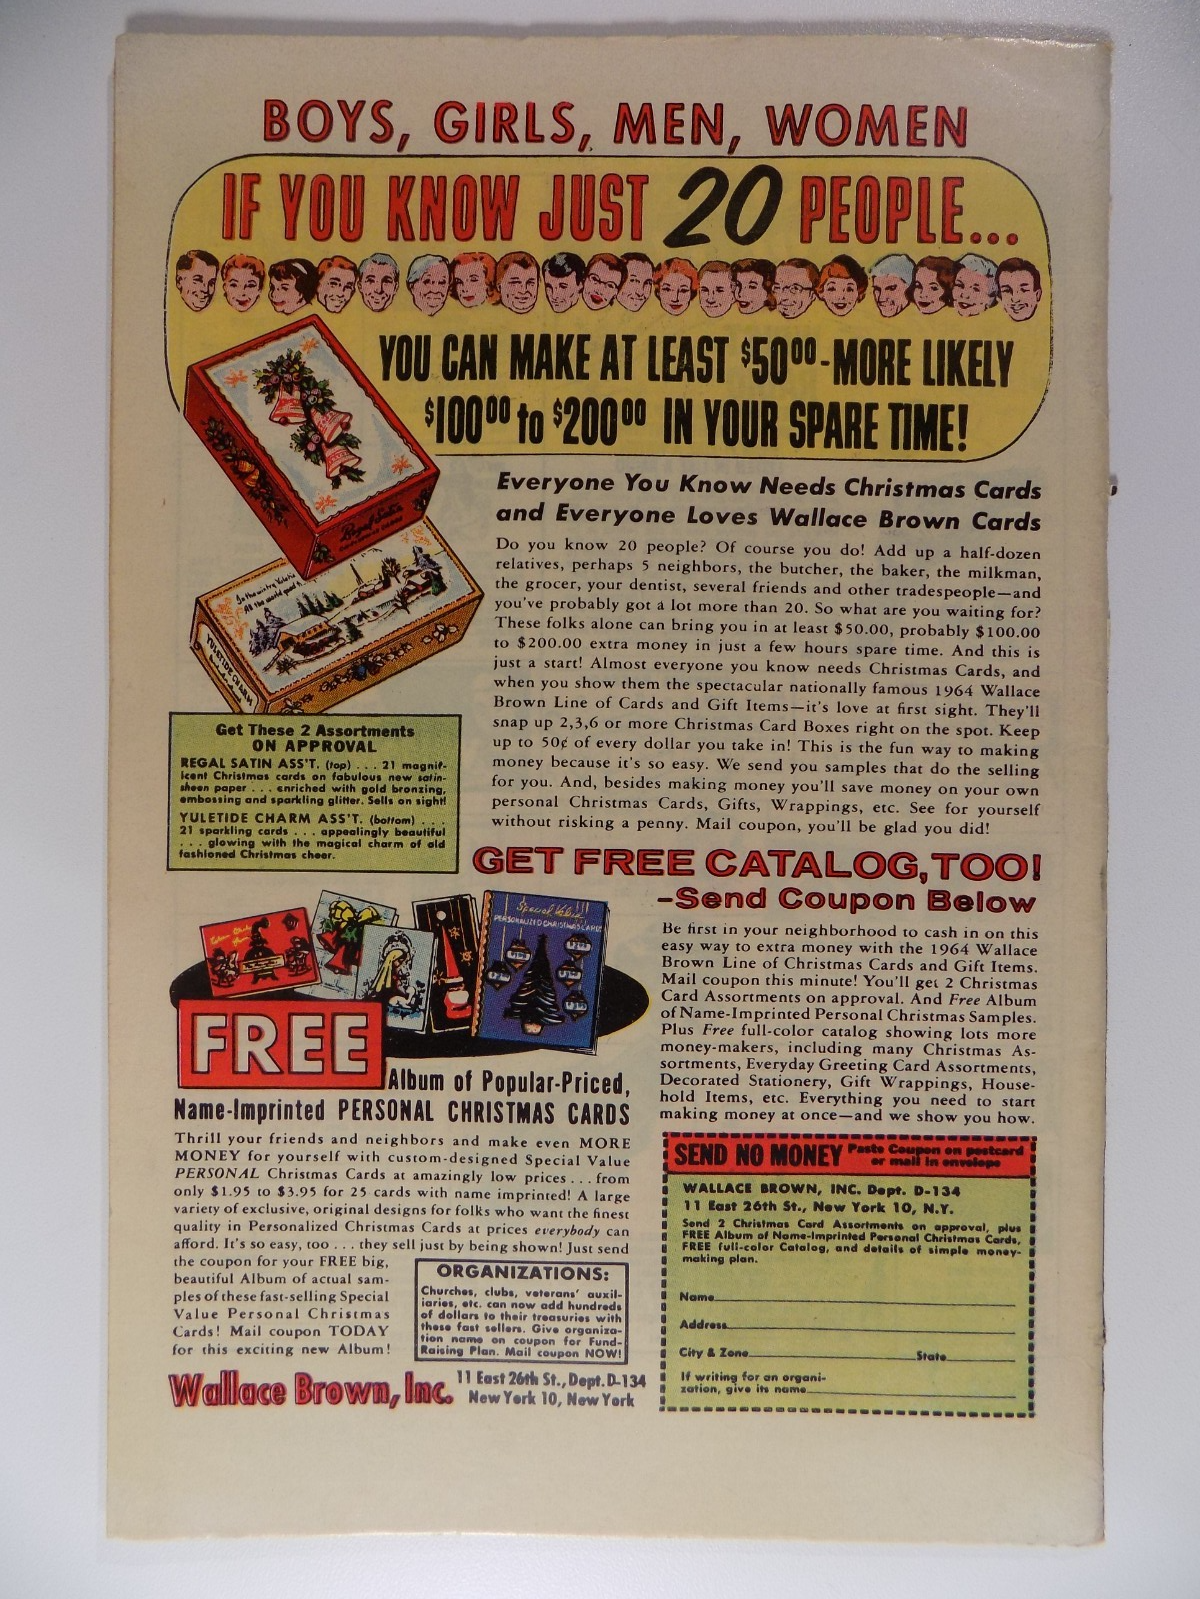 BOYS, GIRLS, MEN, WOMEN
IF YOU KNOW JUST 20 PEOPLE...
YOU CAN MAKE AT LEAST $50⁰⁰-MORE LIKELY
$100⁰⁰ to $200⁰⁰ IN YOUR SPARE TIME!
Regal Satin
YULETIDE CHARM
Everyone You Know Needs Christmas Cards
and Everyone Loves Wallace Brown Cards
Do you know 20 people? Of course you do! Add up a half-dozen
relatives, perhaps 5 neighbors, the butcher, the baker, the milkman,
the grocer, your dentist, several friends and other tradespeople—and
you've probably got a lot more than 20. So what are you waiting for?
These folks alone can bring you in at least $50.00, probably $100.00
to $200.00 extra money in just a few hours spare time. And this is
just a start! Almost everyone you know needs Christmas Cards, and
when you show them the spectacular nationally famous 1964 Wallace
Brown Line of Cards and Gift Items—it's love at first sight. They'll
snap up 2,3,6 or more Christmas Card Boxes right on the spot. Keep
up to 50¢ of every dollar you take in! This is the fun way to making
money because it's so easy. We send you samples that do the selling
for you. And, besides making money you'll save money on your own
personal Christmas Cards, Gifts, Wrappings, etc. See for yourself
without risking a penny. Mail coupon, you'll be glad you did!
Get These 2 Assortments
ON APPROVAL
REGAL SATIN ASS'T. (top) . . . 21 magnif-
icent Christmas cards on fabulous new satin-
sheen paper . . . enriched with gold bronzing,
embossing and sparkling glitter. Sells on sight!
YULETIDE CHARM ASS'T. (bottom) . . .
21 sparkling cards . . . appealingly beautiful
. . . glowing with the magical charm of old
fashioned Christmas cheer.
GET FREE CATALOG, TOO!
-Send Coupon Below
Be first in your neighborhood to cash in on this
easy way to extra money with the 1964 Wallace
Brown Line of Christmas Cards and Gift Items.
Mail coupon this minute! You'll get 2 Christmas
Card Assortments on approval. And Free Album
of Name-Imprinted Personal Christmas Samples.
Plus Free full-color catalog showing lots more
money-makers, including many Christmas As-
sortments, Everyday Greeting Card Assortments,
Decorated Stationery, Gift Wrappings, House-
hold Items, etc. Everything you need to start
making money at once—and we show you how.
Special Value
PERSONALIZED CHRISTMAS CARDS
FREE
Album of Popular-Priced,
Name-Imprinted PERSONAL CHRISTMAS CARDS
Thrill your friends and neighbors and make even MORE
MONEY for yourself with custom-designed Special Value
PERSONAL Christmas Cards at amazingly low prices . . . from
only $1.95 to $3.95 for 25 cards with name imprinted! A large
variety of exclusive, original designs for folks who want the finest
quality in Personalized Christmas Cards at prices everybody can
afford. It's so easy, too . . . they sell just by being shown! Just send
the coupon for your FREE big,
beautiful Album of actual sam-
ples of these fast-selling Special
Value Personal Christmas
Cards! Mail coupon TODAY
for this exciting new Album!
ORGANIZATIONS:
Churches, clubs, veterans' auxil-
iaries, etc. can now add hundreds
of dollars to their treasuries with
these fast sellers. Give organiza-
tion name on coupon for Fund-
Raising Plan. Mail coupon NOW!
Wallace Brown, Inc. 11 East 26th St., Dept. D-134
New York 10, New York
SEND NO MONEY Paste Coupon on postcard
or mail in envelope
WALLACE BROWN, INC. Dept. D-134
11 East 26th St., New York 10, N.Y.
Send 2 Christmas Card Assortments on approval, plus
FREE Album of Name-Imprinted Personal Christmas Cards,
FREE full-color Catalog, and details of simple money-
making plan.
Name
Address
City & Zone State
If writing for an organi-
zation, give its name